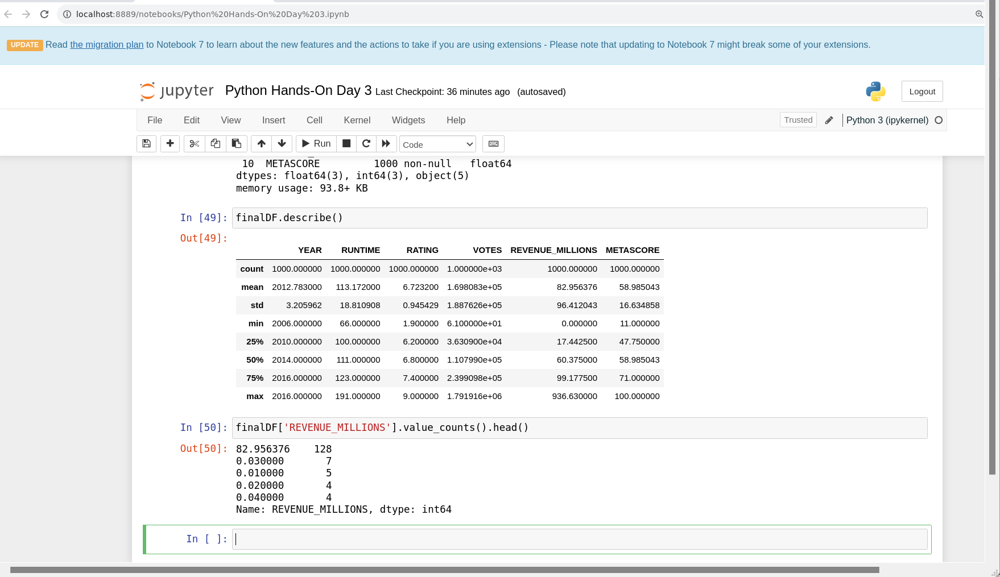 localhost:8889/notebooks/Python%20Hands-On%20Day%203.ipynb
UPDATE Read the migration plan to Notebook 7 to learn about the new features and the actions to take if you are using extensions - Please note that updating to Notebook 7 might break some of your extensions.
jupyter Python Hands-On Day 3 Last Checkpoint: 36 minutes ago (autosaved) Logout
File Edit View Insert Cell Kernel Widgets Help Trusted Python 3 (ipykernel)
Run Code
10 METASCORE 1000 non-null float64
dtypes: float64(3), int64(3), object(5)
memory usage: 93.8+ KB
In [49]: finalDF.describe()
Out[49]:
YEAR RUNTIME RATING VOTES REVENUE_MILLIONS METASCORE
count 1000.000000 1000.000000 1000.000000 1.000000e+03 1000.000000 1000.000000
mean 2012.783000 113.172000 6.723200 1.698083e+05 82.956376 58.985043
std 3.205962 18.810908 0.945429 1.887626e+05 96.412043 16.634858
min 2006.000000 66.000000 1.900000 6.100000e+01 0.000000 11.000000
25% 2010.000000 100.000000 6.200000 3.630900e+04 17.442500 47.750000
50% 2014.000000 111.000000 6.800000 1.107990e+05 60.375000 58.985043
75% 2016.000000 123.000000 7.400000 2.399098e+05 99.177500 71.000000
max 2016.000000 191.000000 9.000000 1.791916e+06 936.630000 100.000000
In [50]: finalDF['REVENUE_MILLIONS'].value_counts().head()
Out[50]: 82.956376 128
0.030000 7
0.010000 5
0.020000 4
0.040000 4
Name: REVENUE_MILLIONS, dtype: int64
In [ ]: